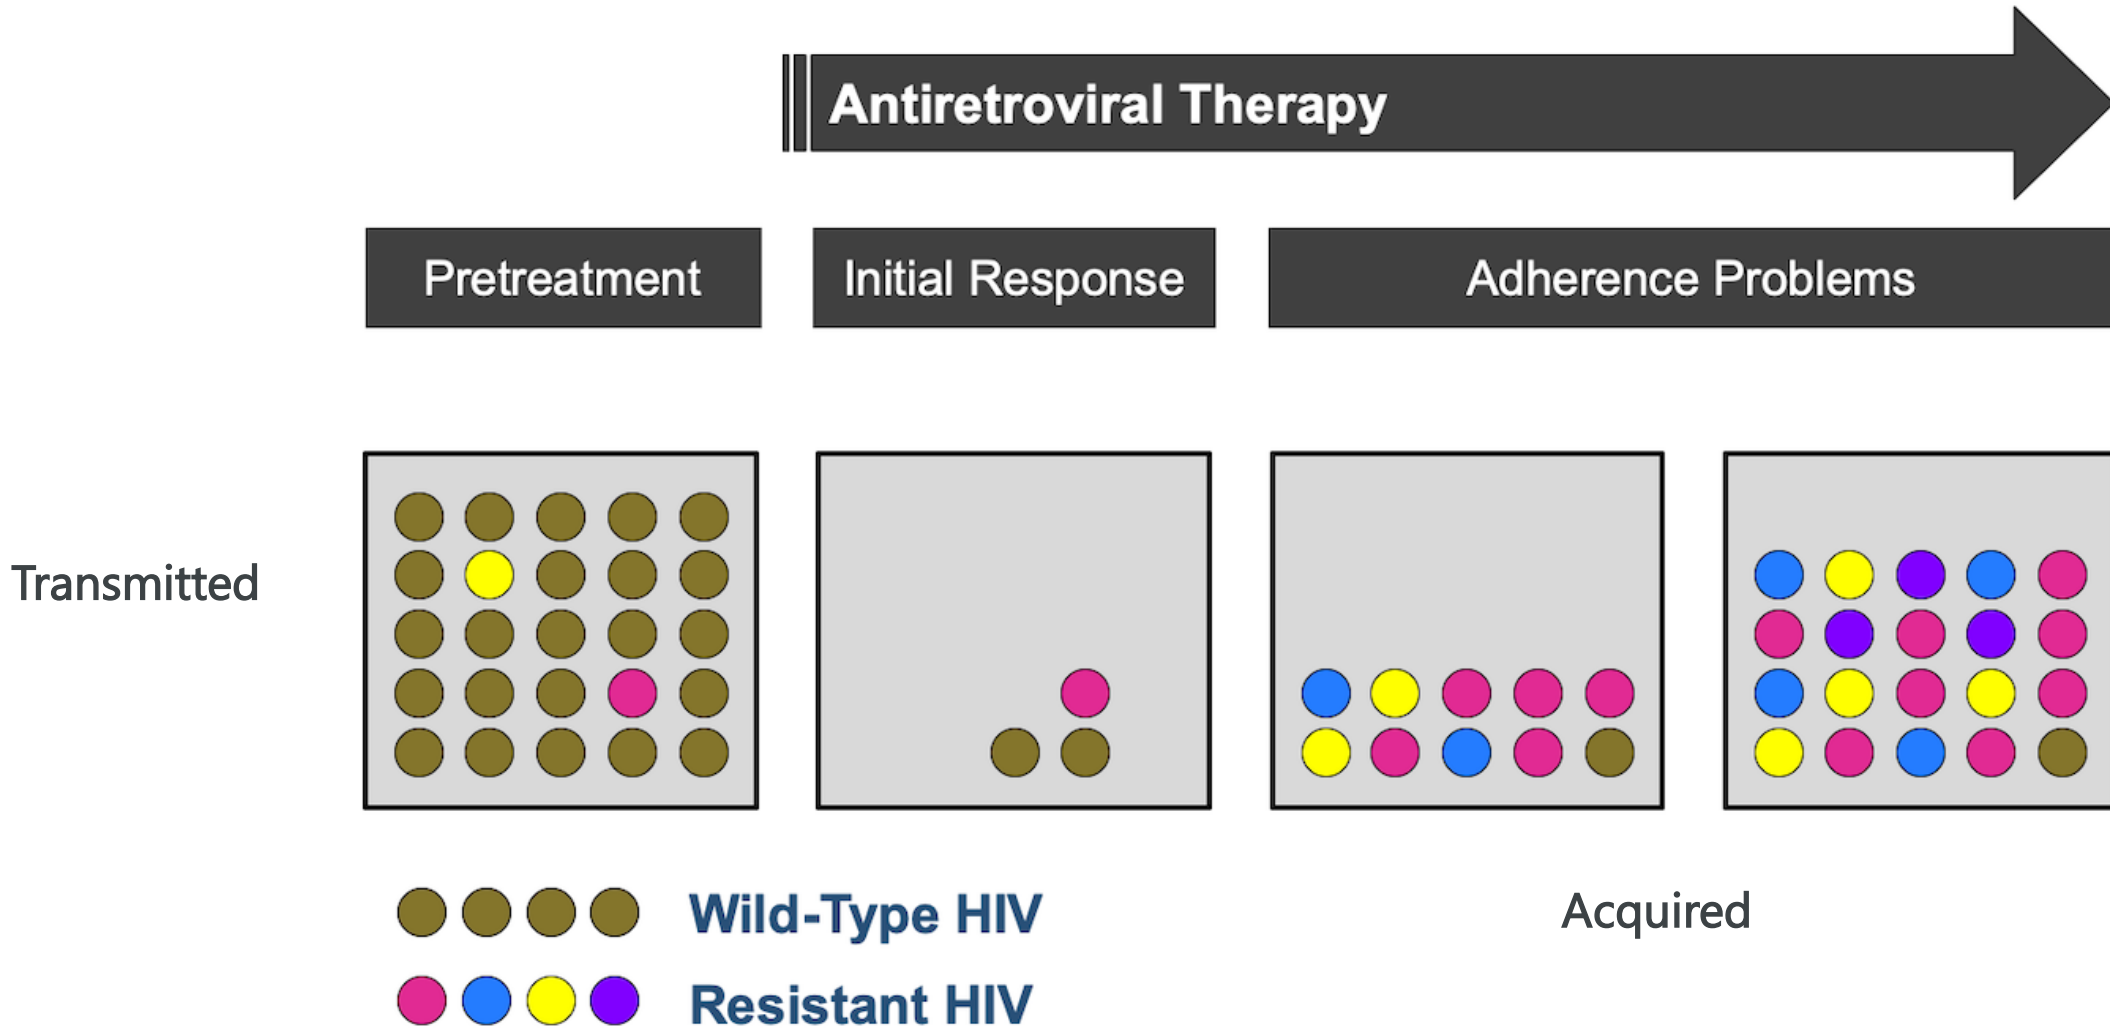 Antiretroviral Therapy
Pretreatment
Initial Response
Adherence Problems
Transmitted
Wild-Type HIV
Acquired
Resistant HIV